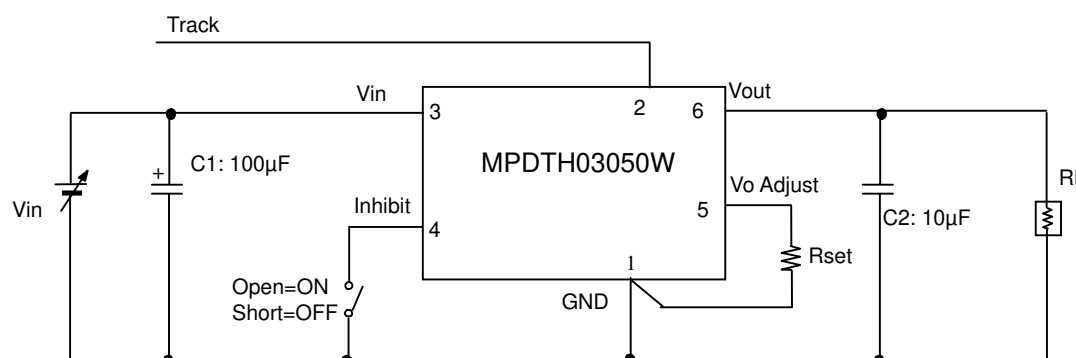 Track
Vin
3
2
6
Vout
MPDTH03050W
C1: 100µF
+
Vin
Inhibit
4
Vo Adjust
5
C2: 10µF
Rset
1
GND
Open=ON
Short=OFF